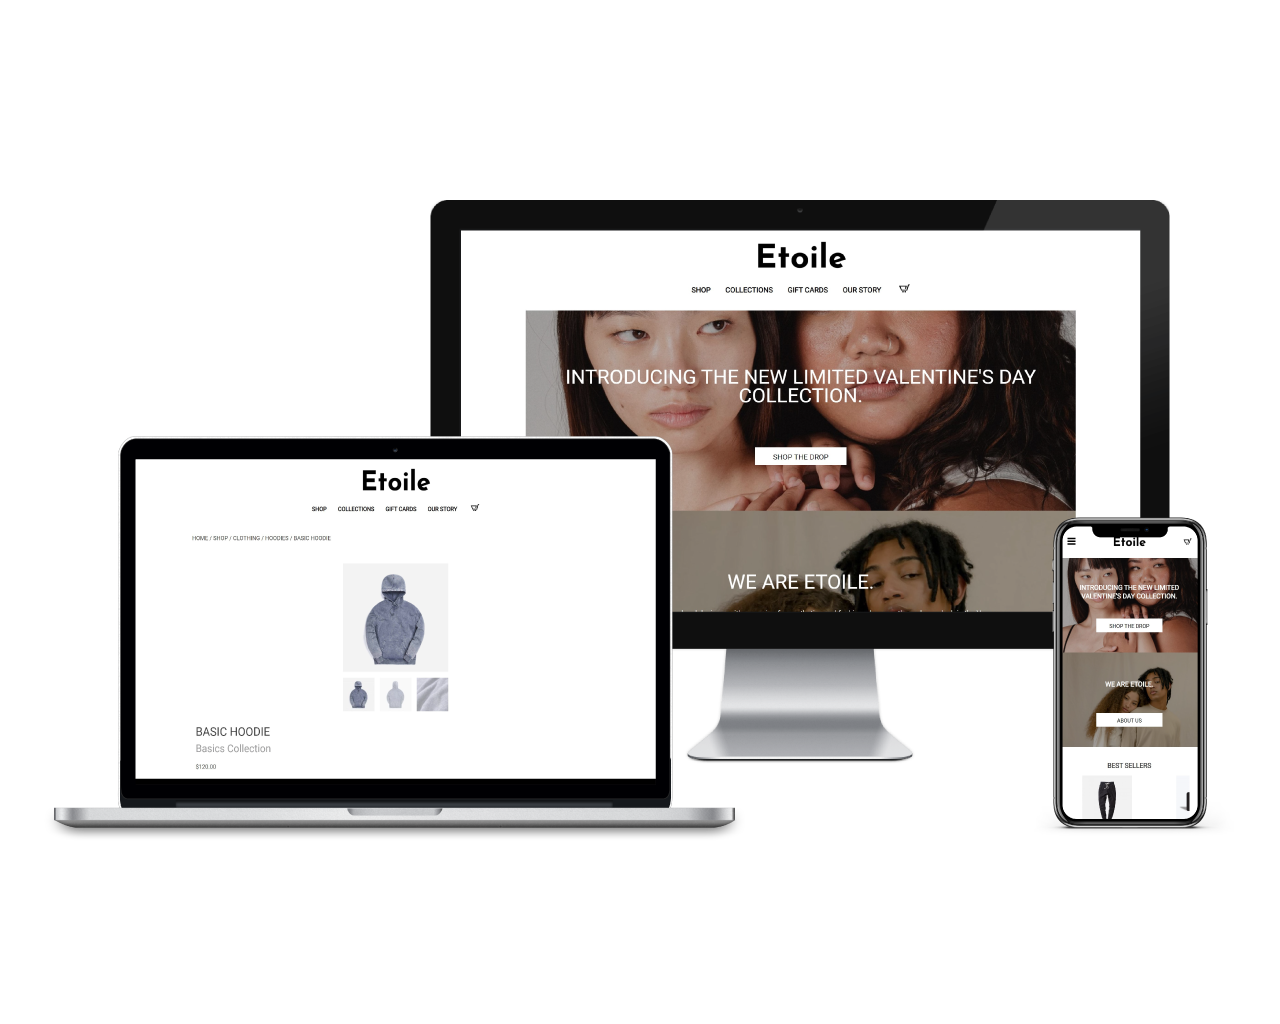 Etoile
SHOP COLLECTIONS GIFT CARDS OUR STORY
INTRODUCING THE NEW LIMITED VALENTINE'S DAY
COLLECTION.
SHOP THE DROP
WE ARE ETOILE.
Etoile
SHOP COLLECTIONS GIFT CARDS OUR STORY
HOME / SHOP / CLOTHING / HOODIES / BASIC HOODIE
BASIC HOODIE
Basics Collection
$120.00
Etoile
INTRODUCING THE NEW LIMITED
VALENTINE'S DAY COLLECTION.
SHOP THE DROP
WE ARE ETOILE.
ABOUT US
BEST SELLERS